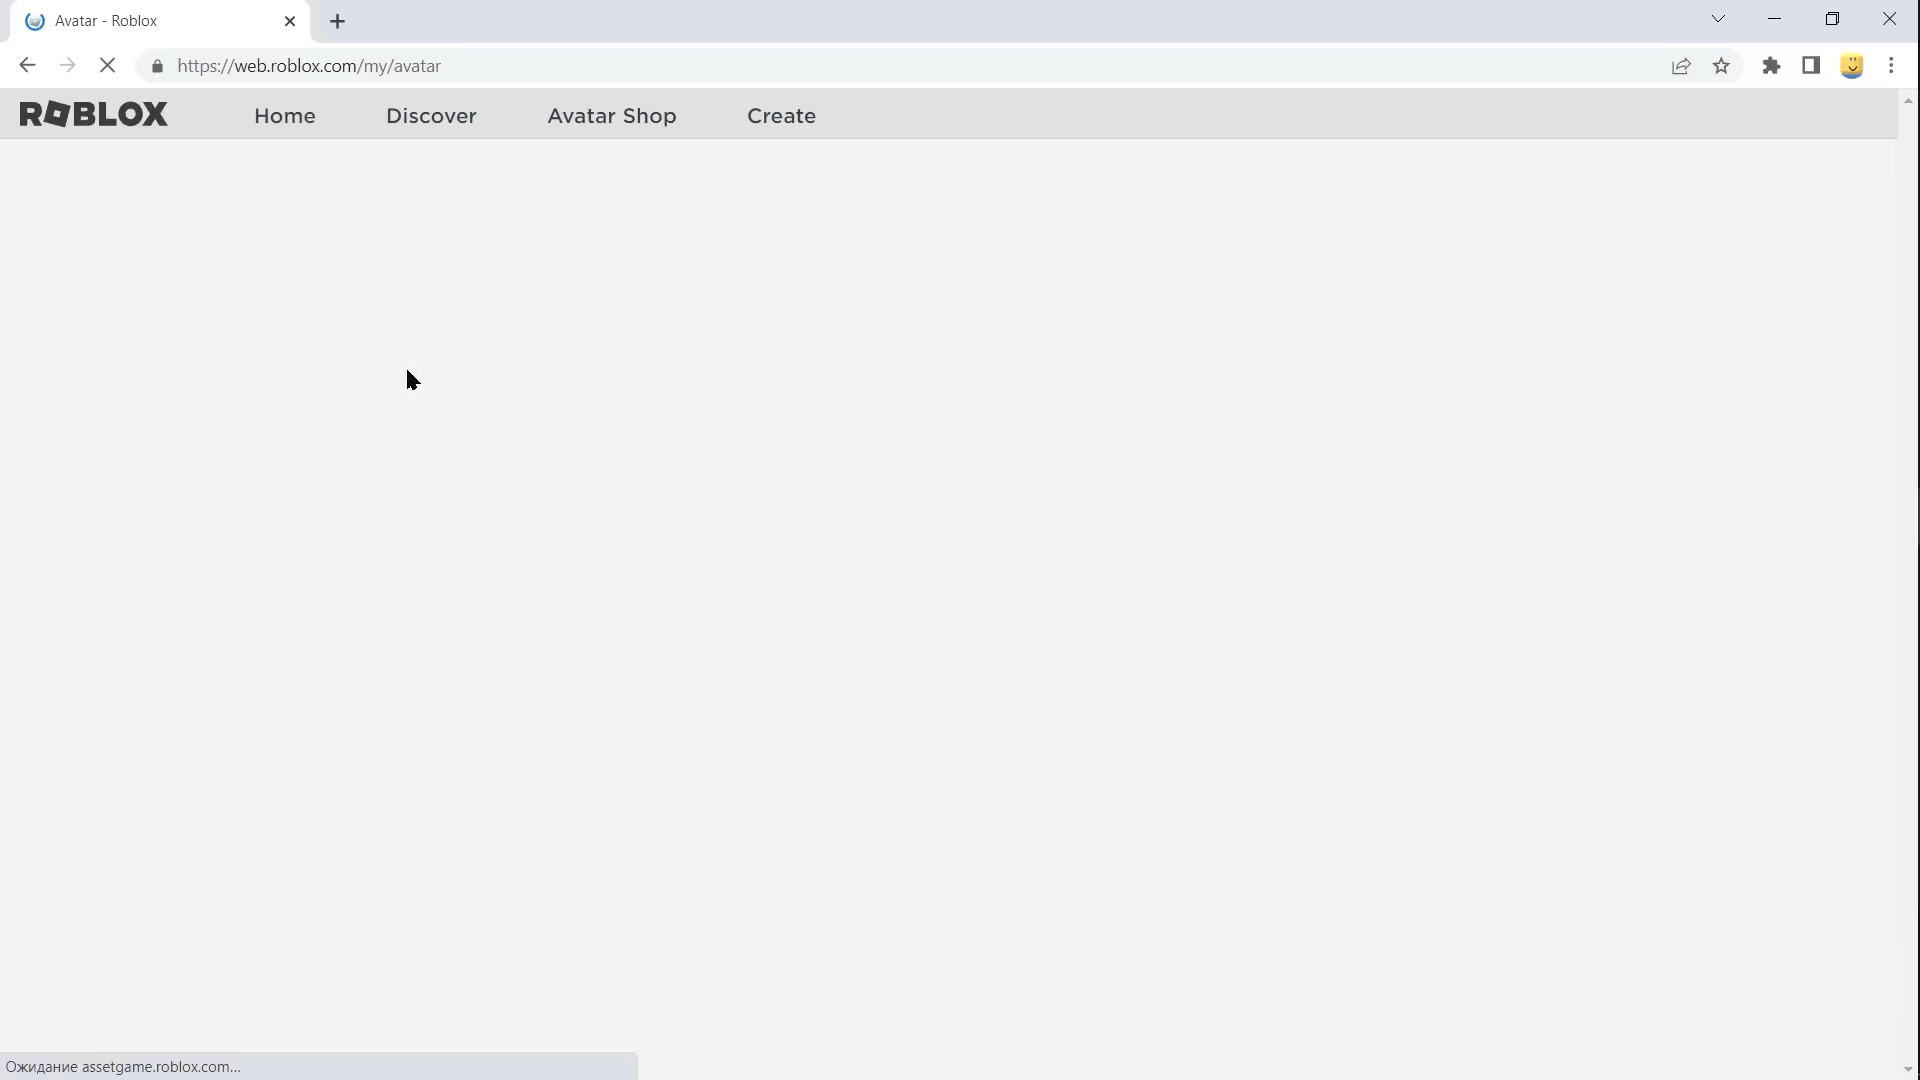 Avatar - Roblox
https://web.roblox.com/my/avatar
ROBLOX
Home
Discover
Avatar Shop
Create
Ожидание assetgame.roblox.com...